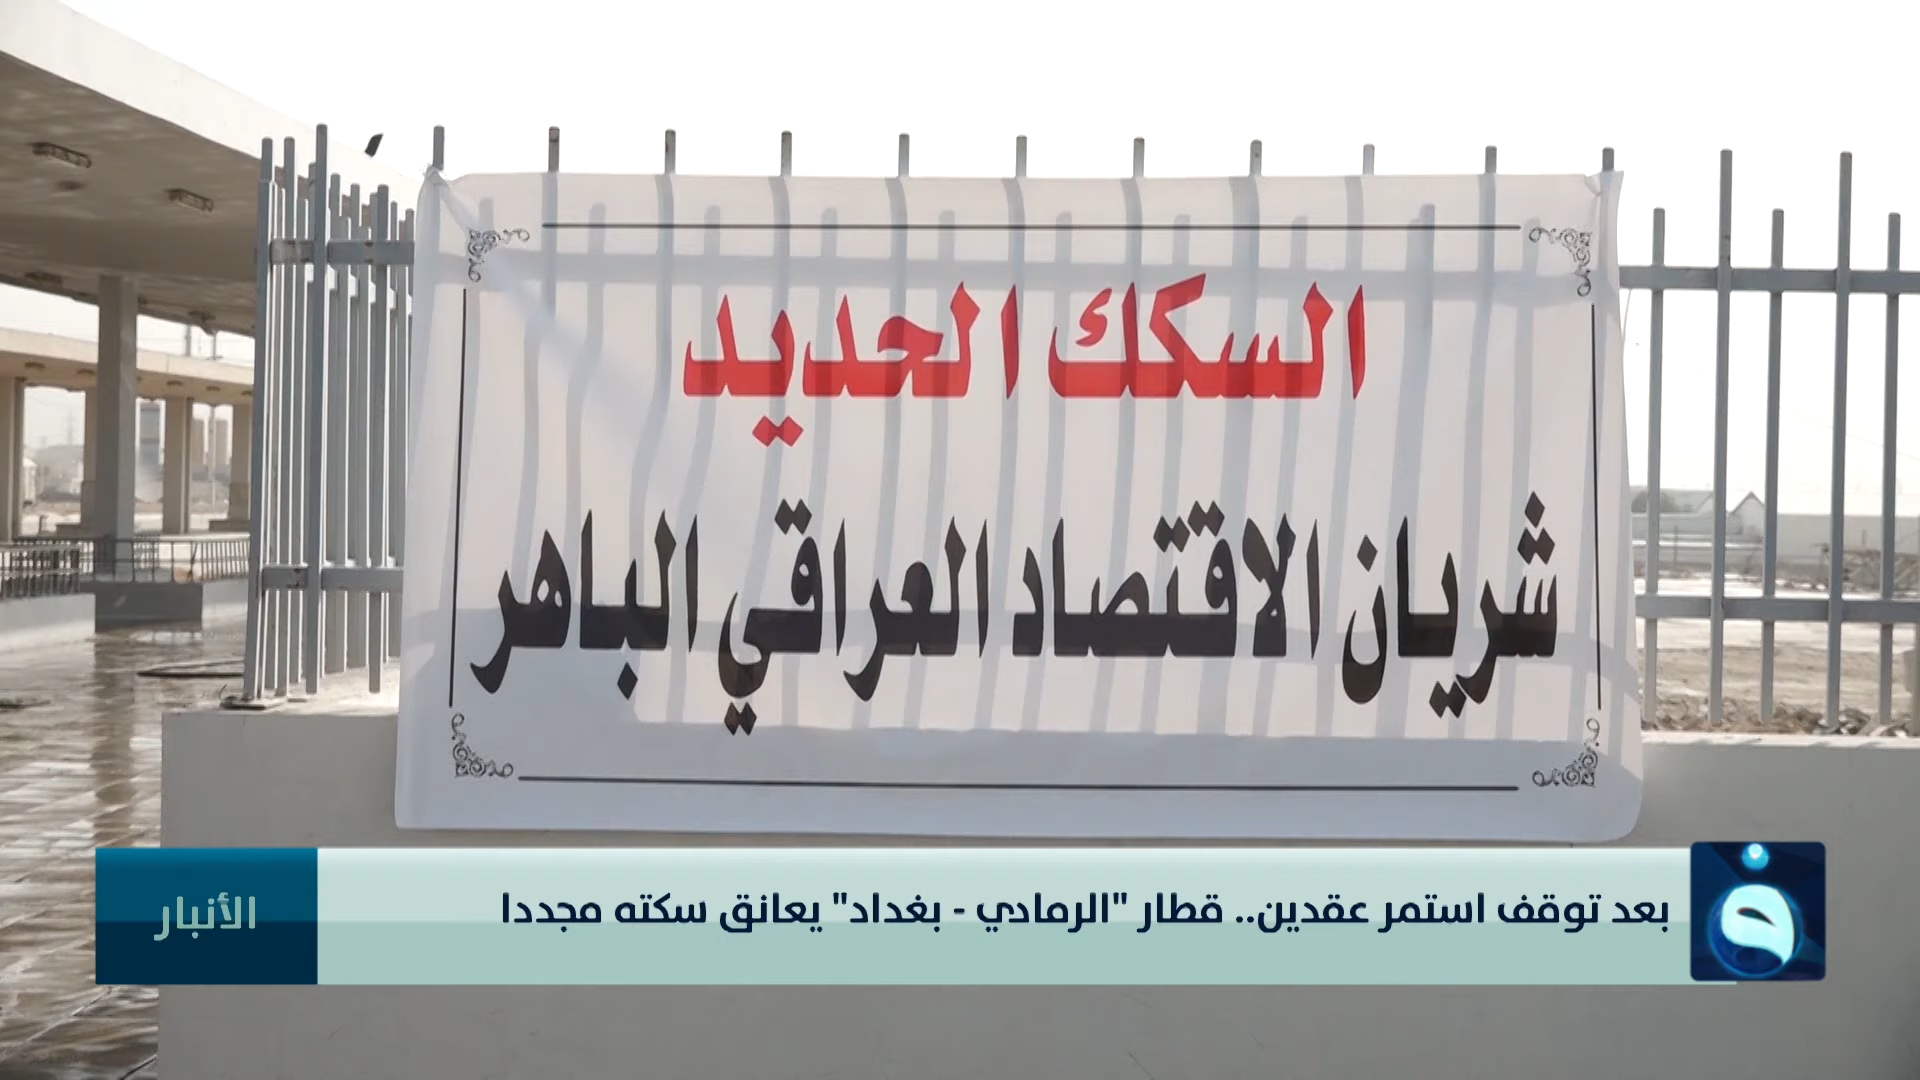 السكك الحديد
شريان الاقتصاد العراقي الباهر
بعد توقف استمر عقدين.. قطار "الرمادي - بغداد" يعانق سكته مجددا
الأنبار